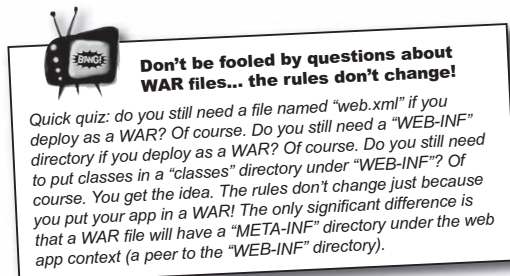 BANG!
Don't be fooled by questions about
WAR files... the rules don't change!
Quick quiz: do you still need a file named “web.xml” if you
deploy as a WAR? Of course. Do you still need a “WEB-INF”
directory if you deploy as a WAR? Of course. Do you still need
to put classes in a “classes” directory under “WEB-INF”? Of
course. You get the idea. The rules don't change just because
you put your app in a WAR! The only significant difference is
that a WAR file will have a “META-INF” directory under the web
app context (a peer to the “WEB-INF” directory).